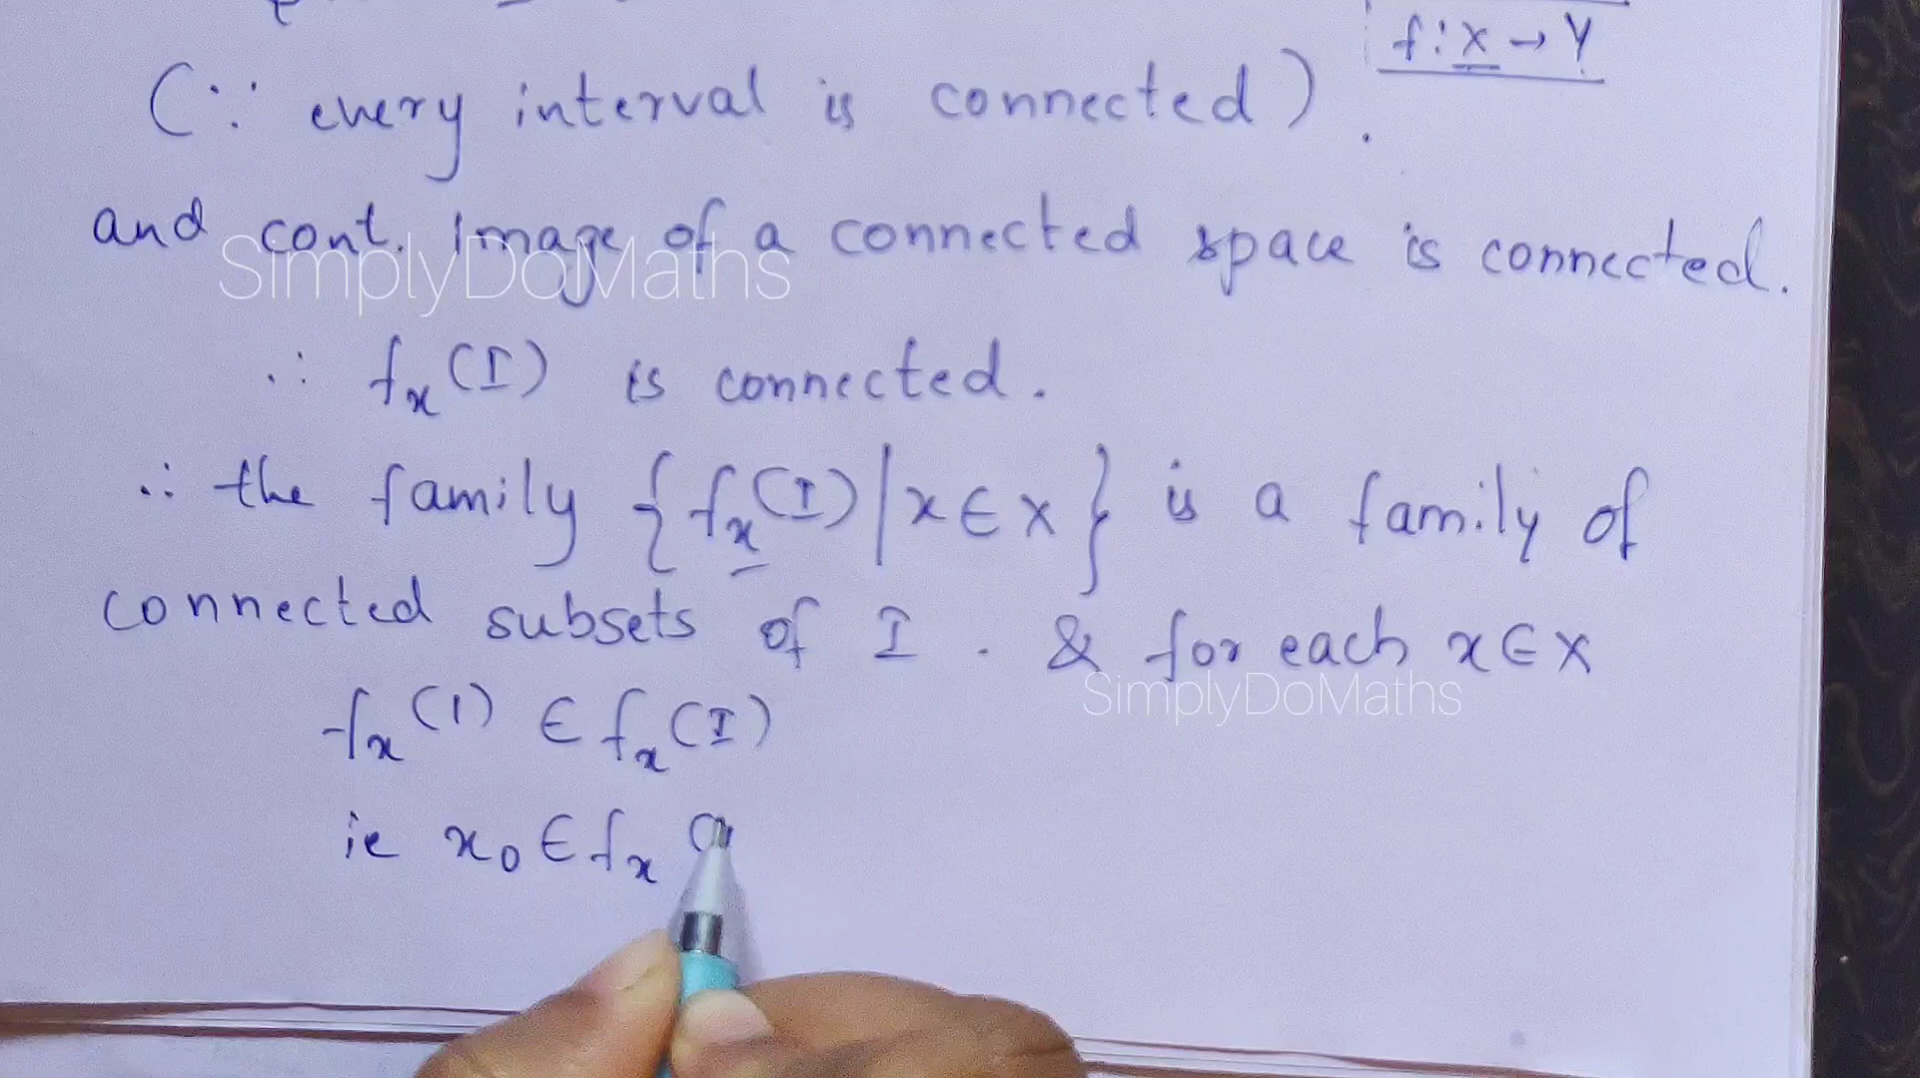 f : X → Y
(∵ every interval is connected).
and cont. image of a connected space is connected.
SimplyDoMaths
∴ fₓ(I) is connected.
∴ the family {fₓ(I) | x ∈ X} is a family of
connected subsets of I. & for each x ∈ X
SimplyDoMaths
fₓ(1) ∈ fₓ(I)
ie x₀ ∈ fₓ (